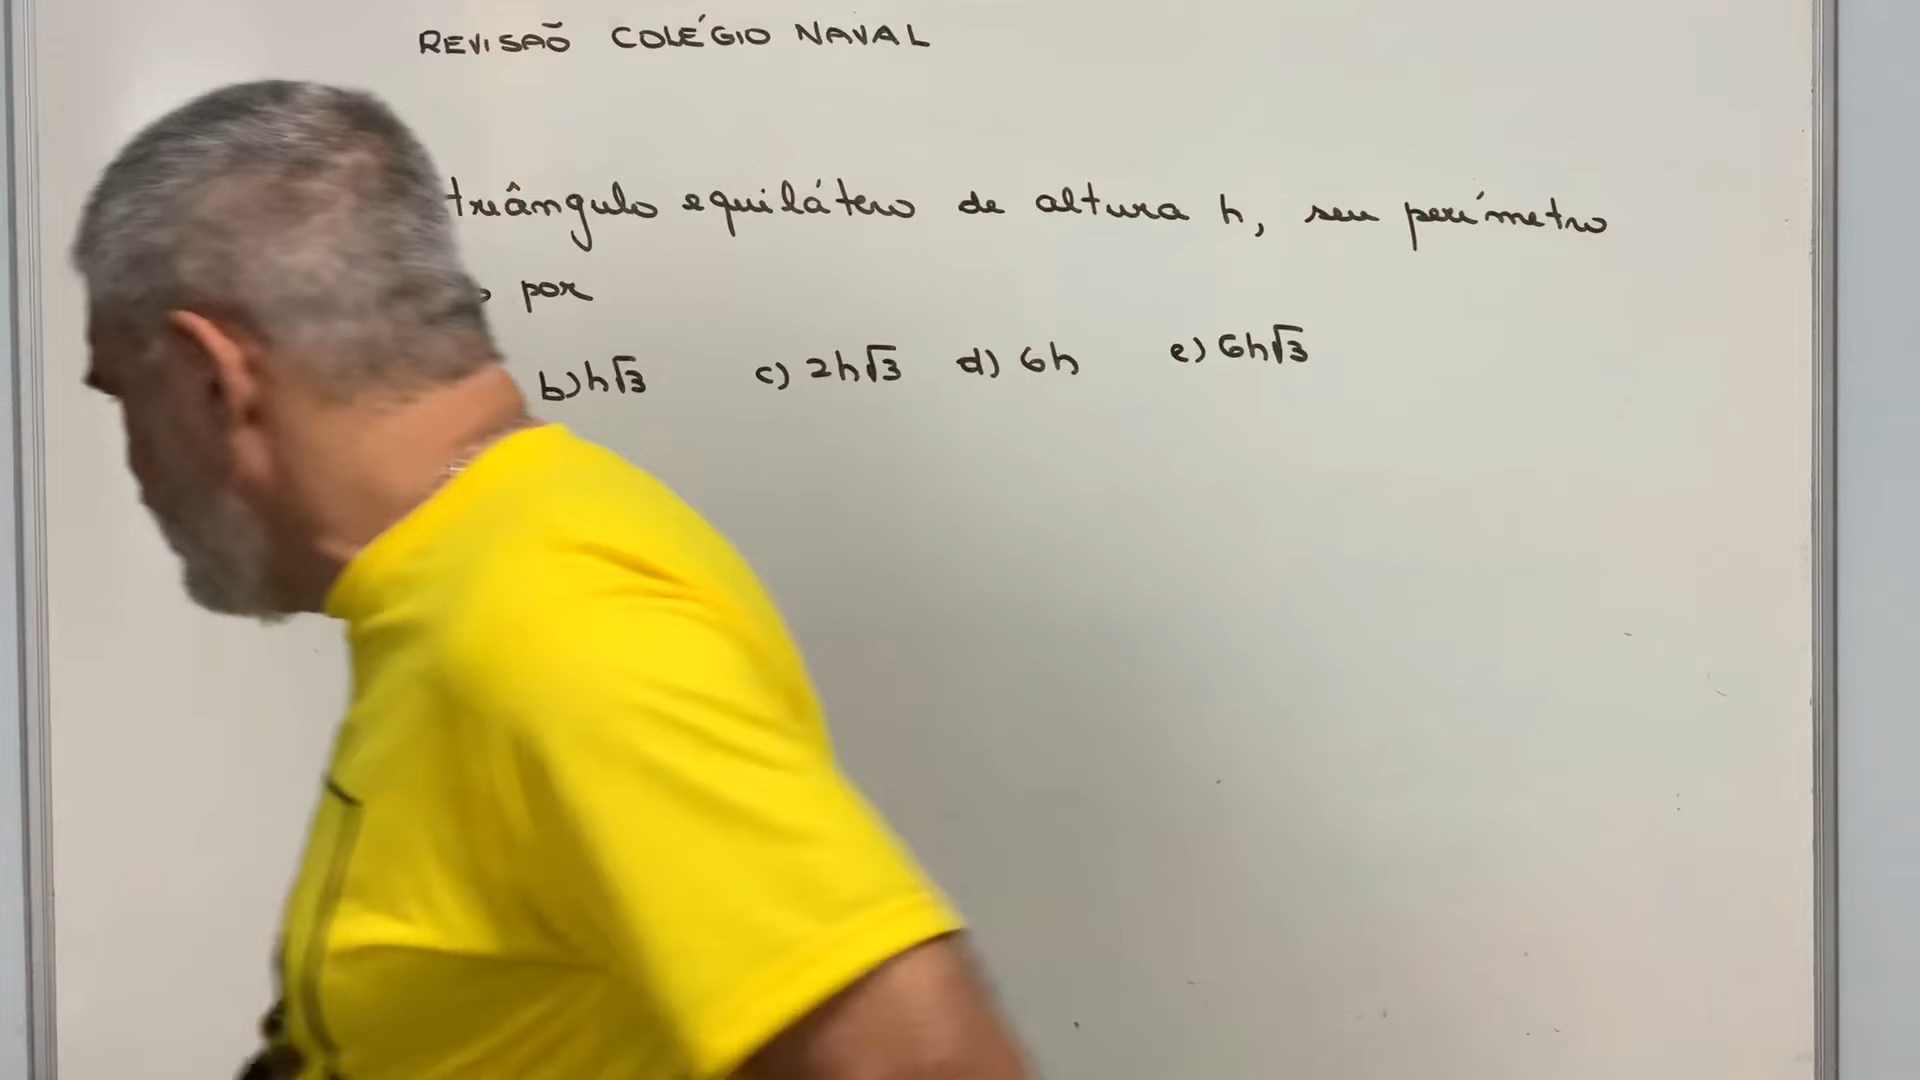 REVISÃO COLÉGIO NAVAL
triângulo equilátero de altura h, seu perímetro
por
b) h√3 c) 2h√3 d) 6h e) 6h√3